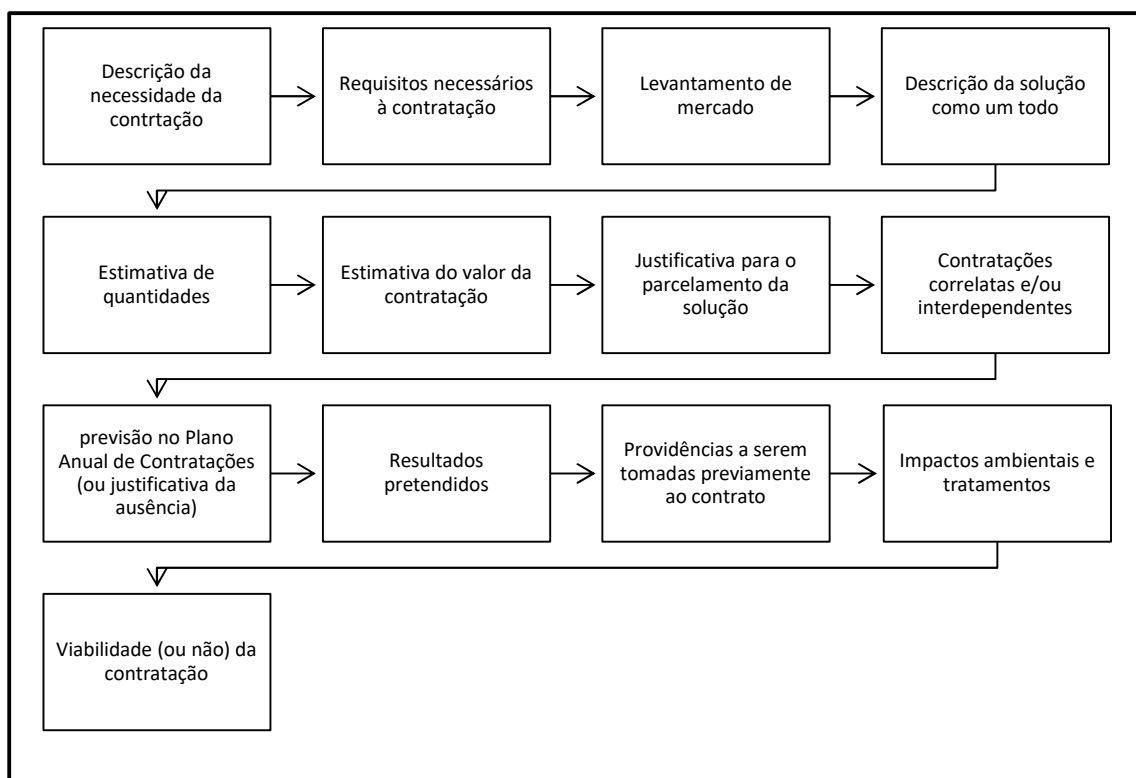 Descrição da
necessidade da
contrtação
Requisitos necessários
à contratação
Levantamento de
mercado
Descrição da solução
como um todo
Estimativa de
quantidades
Estimativa do valor da
contratação
Justificativa para o
parcelamento da
solução
Contratações
correlatas e/ou
interdependentes
previsão no Plano
Anual de Contratações
(ou justificativa da
ausência)
Resultados
pretendidos
Providências a serem
tomadas previamente
ao contrato
Impactos ambientais e
tratamentos
Viabilidade (ou não) da
contratação